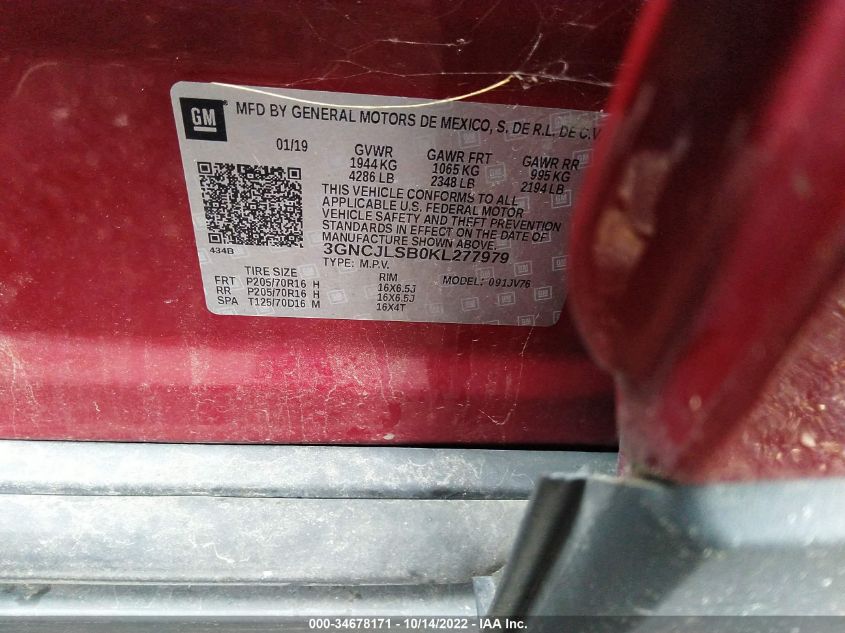 GM MFD BY GENERAL MOTORS DE MEXICO, S. DE R.L. DE C.V
01/19 GVWR GAWR FRT GAWR RR
1944 KG 1065 KG 995 KG
4286 LB 2348 LB 2194 LB
THIS VEHICLE CONFORMS TO ALL
APPLICABLE U.S. FEDERAL MOTOR
VEHICLE SAFETY AND THEFT PREVENTION
STANDARDS IN EFFECT ON THE DATE OF
MANUFACTURE SHOWN ABOVE.
434B
3GNCJLSB0KL277979
TYPE: M.P.V. MODEL: 091JV76
TIRE SIZE RIM
FRT P205/70R16 H 16X6.5J
RR P205/70R16 H 16X6.5J
SPA T125/70D16 M 16X4T
000-34678171 - 10/14/2022 - IAA Inc.